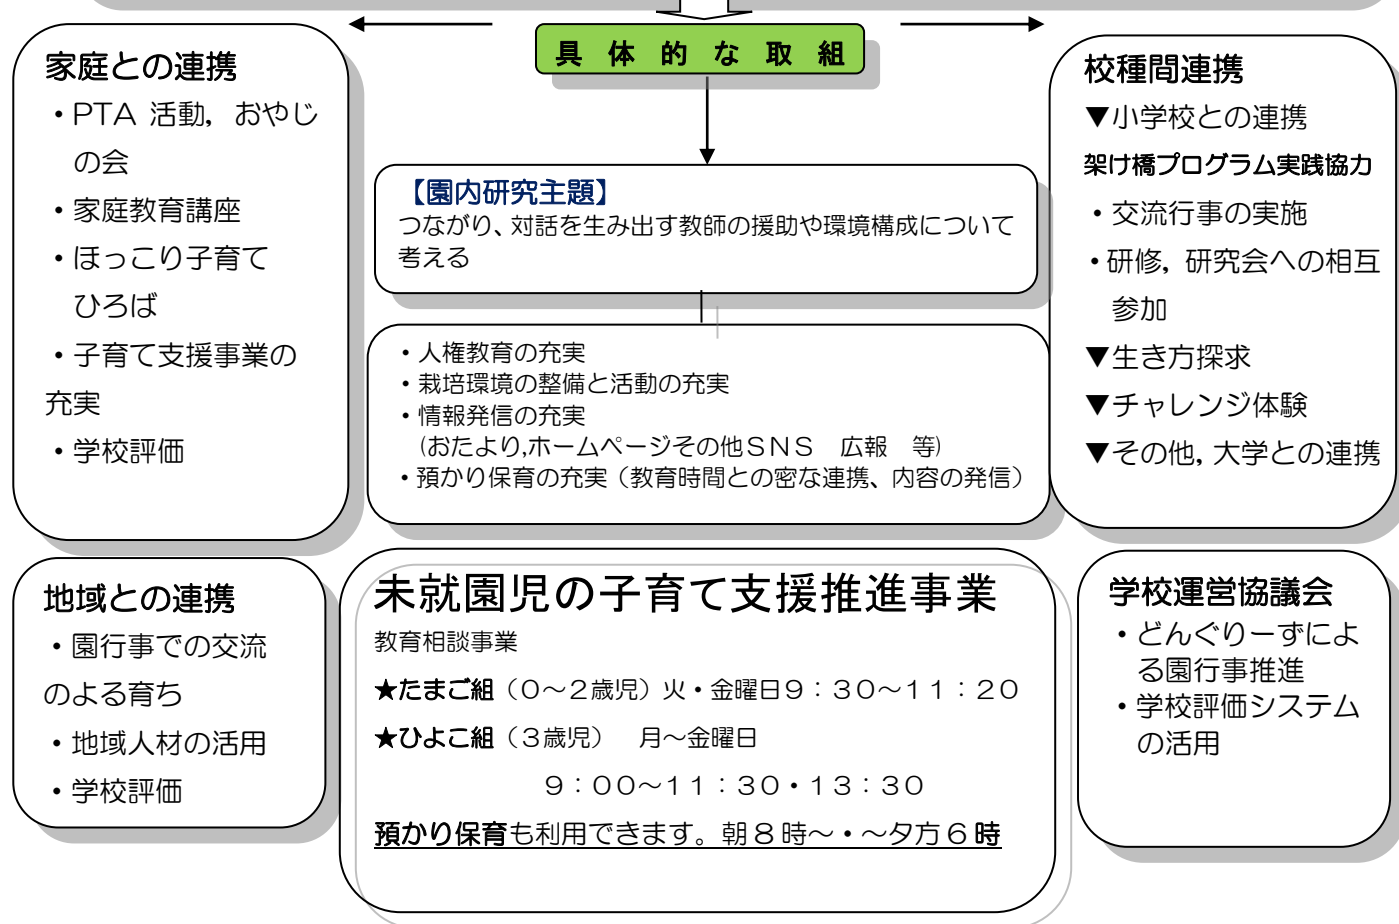 具体的な取組
家庭との連携
・PTA 活動，おやじ
の会
・家庭教育講座
・ほっこり子育て
ひろば
・子育て支援事業の
充実
・学校評価
【園内研究主題】
つながり、対話を生み出す教師の援助や環境構成について
考える
・人権教育の充実
・栽培環境の整備と活動の充実
・情報発信の充実
（おたより,ホームページその他ＳＮＳ　広報　等）
・預かり保育の充実（教育時間との密な連携、内容の発信）
校種間連携
▼小学校との連携
架け橋プログラム実践協力
・交流行事の実施
・研修，研究会への相互
参加
▼生き方探求
▼チャレンジ体験
▼その他，大学との連携
地域との連携
・園行事での交流
のよる育ち
・地域人材の活用
・学校評価
未就園児の子育て支援推進事業
教育相談事業
★たまご組（０～２歳児）火・金曜日９：３０～１１：２０
★ひよこ組（３歳児）　月～金曜日
９：００～１１：３０・１３：３０
預かり保育も利用できます。朝８時～・～夕方６時
学校運営協議会
・どんぐりーずによ
る園行事推進
・学校評価システム
の活用